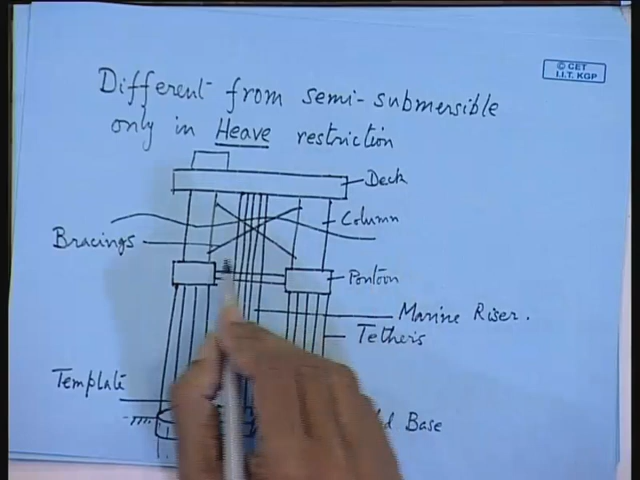 © CET
I.I.T. KGP
Different from semi-submersible
only in Heave restriction
Deck
Column
Bracings
Pontoon
Marine Riser.
Tethers
Template
Base